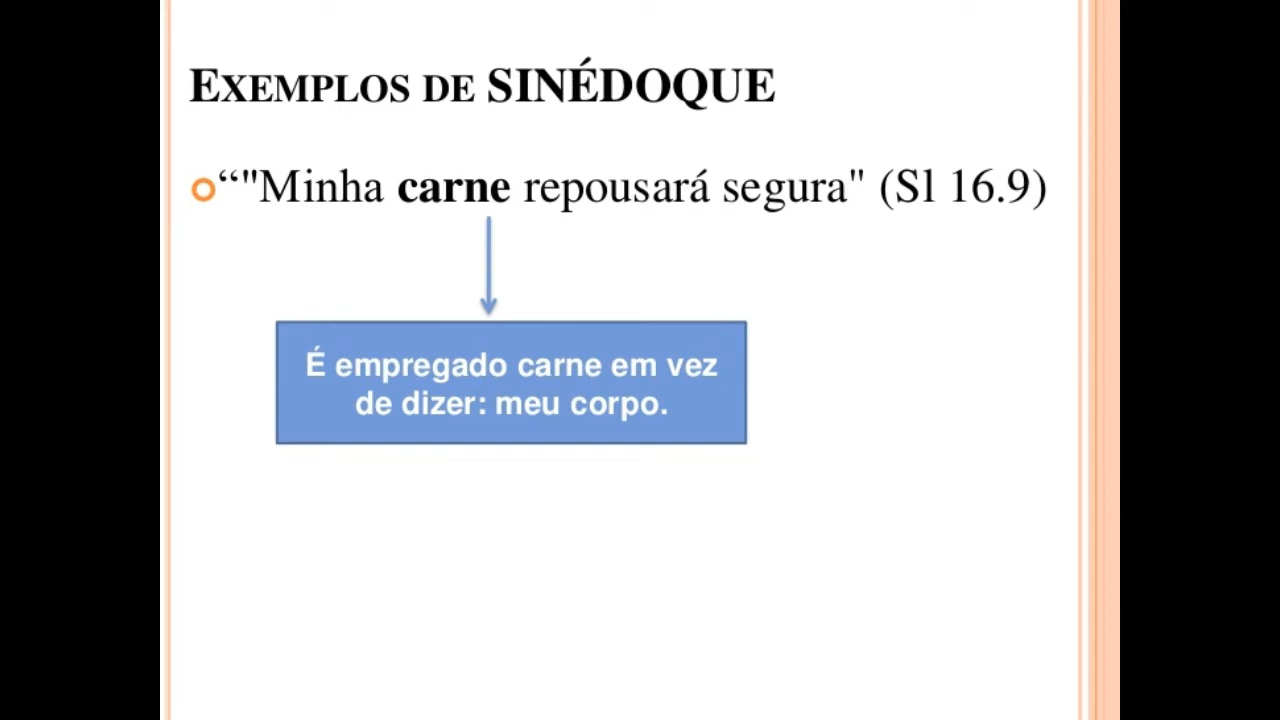 EXEMPLOS DE SINÉDOQUE
“"Minha carne repousará segura" (Sl 16.9)
É empregado carne em vez
de dizer: meu corpo.